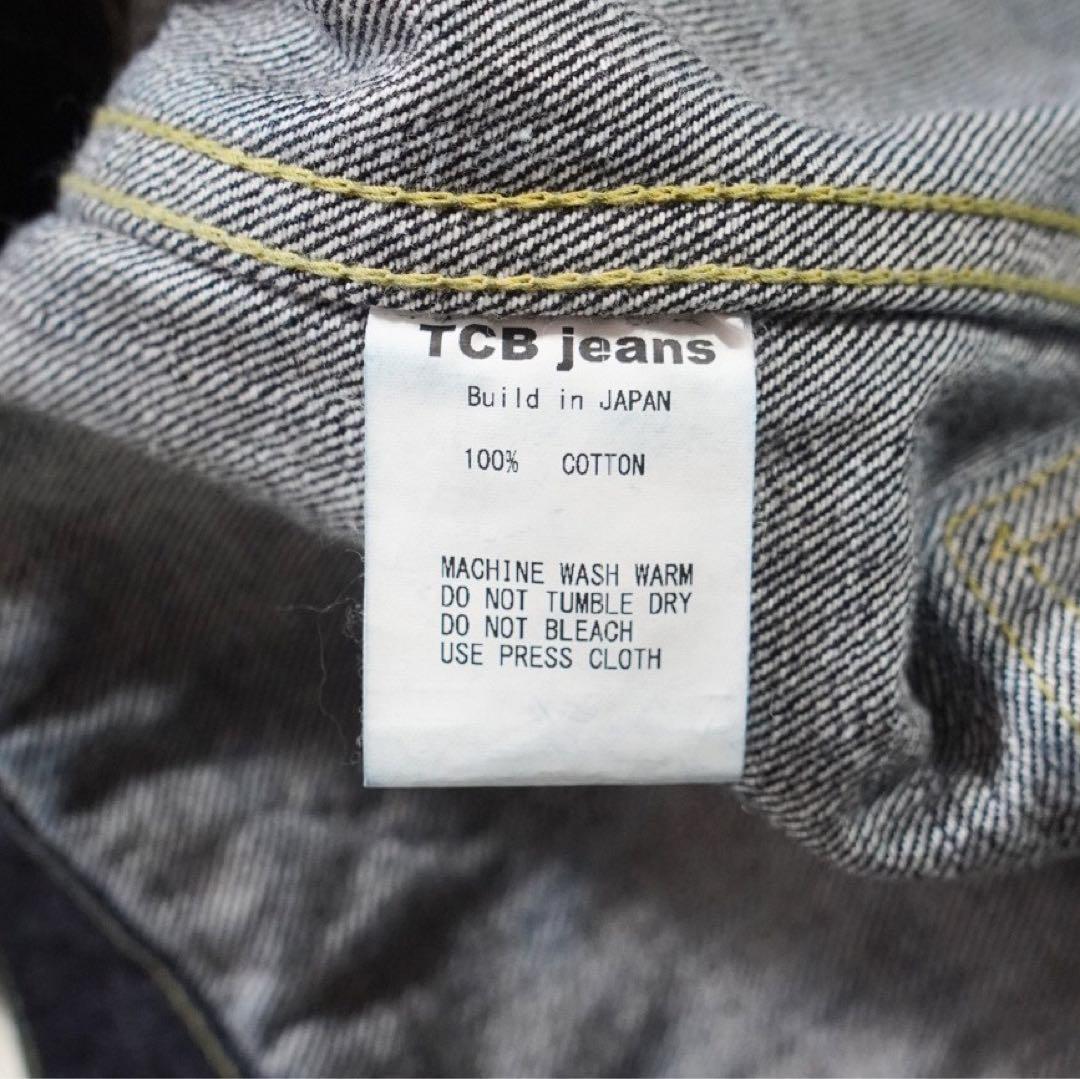 TCB jeans
Build in JAPAN
100% COTTON
MACHINE WASH WARM
DO NOT TUMBLE DRY
DO NOT BLEACH
USE PRESS CLOTH